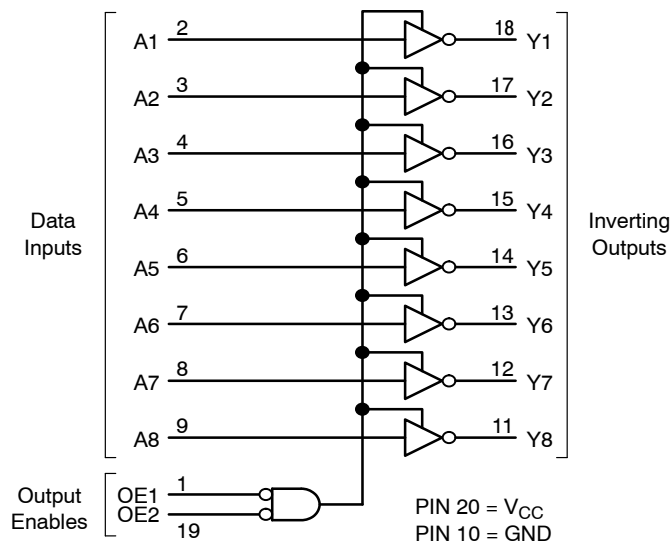 A1 2 18 Y1
A2 3 17 Y2
A3 4 16 Y3
A4 5 15 Y4
Data
Inputs
Inverting
Outputs
A5 6 14 Y5
A6 7 13 Y6
A7 8 12 Y7
A8 9 11 Y8
Output
Enables
OE1 1
OE2
19
PIN 20 = VCC
PIN 10 = GND